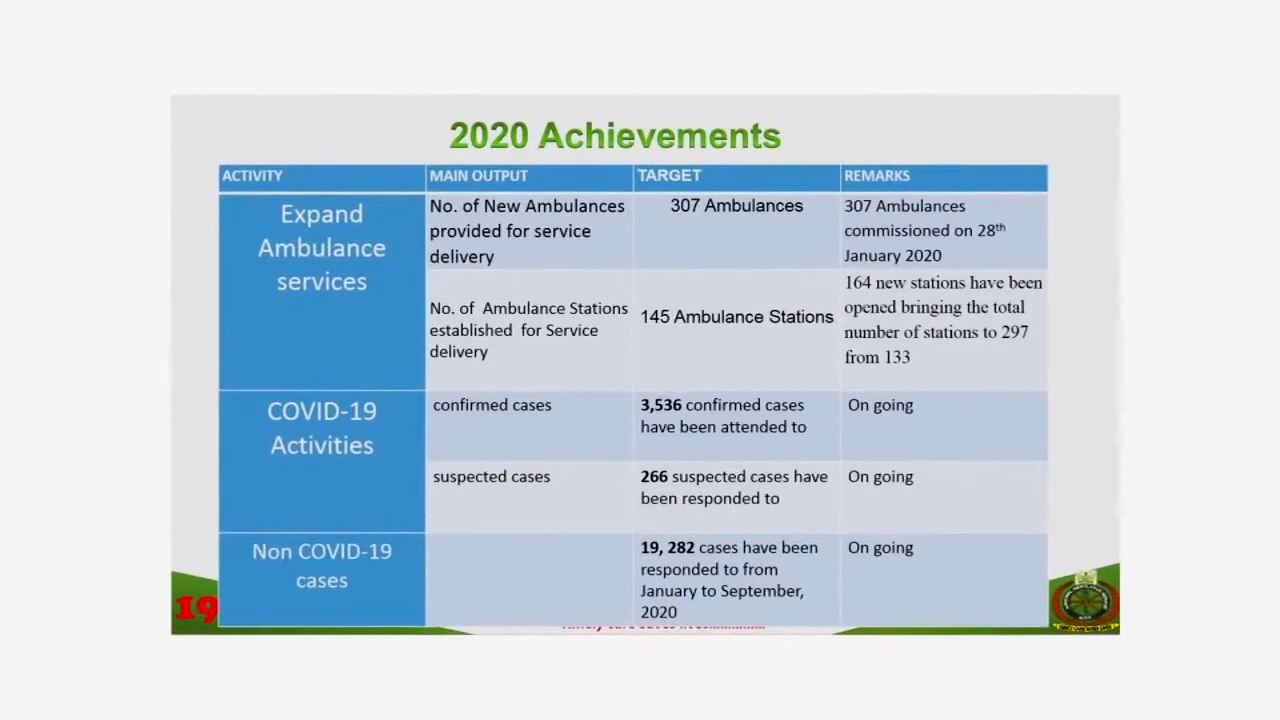 2020 Achievements
ACTIVITY
MAIN OUTPUT
TARGET
REMARKS
Expand
Ambulance
services
No. of New Ambulances
provided for service
delivery
307 Ambulances
307 Ambulances
commissioned on 28th
January 2020
No. of Ambulance Stations
established for Service
delivery
145 Ambulance Stations
164 new stations have been
opened bringing the total
number of stations to 297
from 133
COVID-19
Activities
confirmed cases
3,536 confirmed cases
have been attended to
On going
suspected cases
266 suspected cases have
been responded to
On going
Non COVID-19
cases
19, 282 cases have been
responded to from
January to September,
2020
On going
19